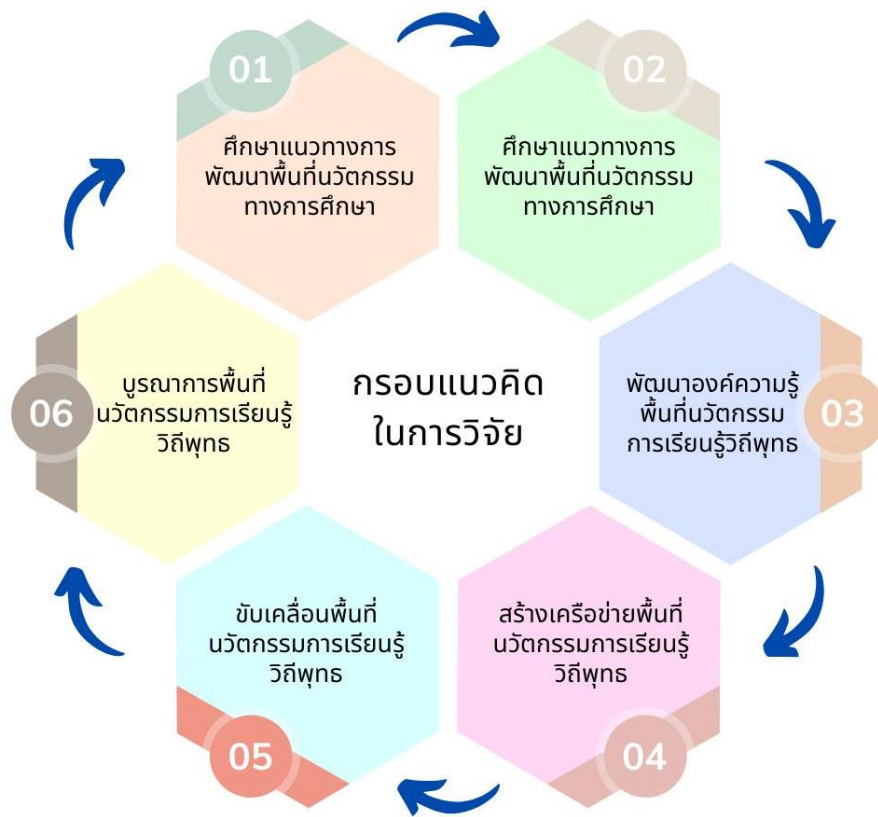 01
ศึกษาแนวทางการ
พัฒนาพื้นที่นวัตกรรม
ทางการศึกษา
02
ศึกษาแนวทางการ
พัฒนาพื้นที่นวัตกรรม
ทางการศึกษา
03
พัฒนาองค์ความรู้
พื้นที่นวัตกรรม
การเรียนรู้วิถีพุทธ
04
สร้างเครือข่ายพื้นที่
นวัตกรรมการเรียนรู้
วิถีพุทธ
05
ขับเคลื่อนพื้นที่
นวัตกรรมการเรียนรู้
วิถีพุทธ
06
บูรณาการพื้นที่
นวัตกรรมการเรียนรู้
วิถีพุทธ
กรอบแนวคิด
ในการวิจัย